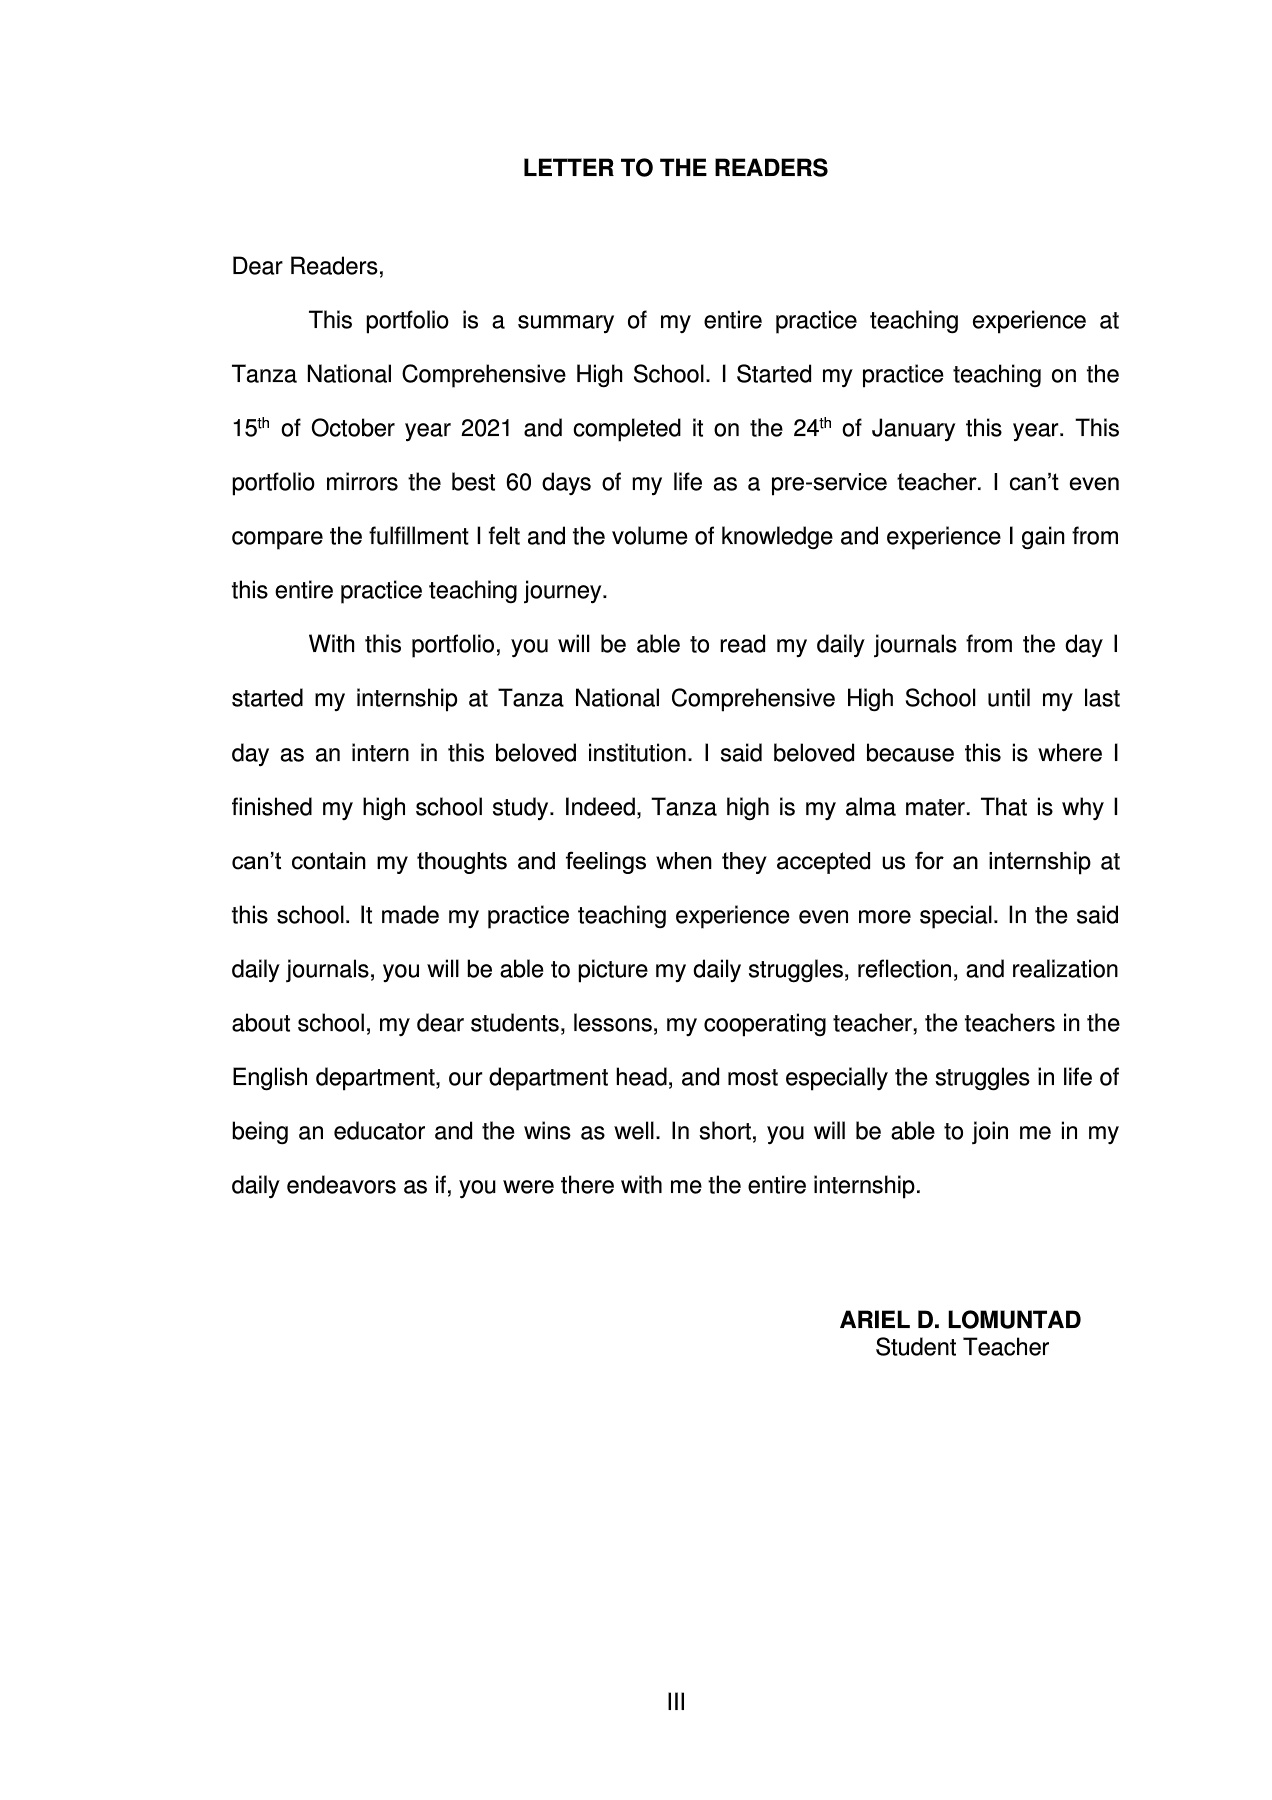 LETTER TO THE READERS
Dear Readers,
This portfolio is a summary of my entire practice teaching experience at
Tanza National Comprehensive High School. I Started my practice teaching on the
15th of October year 2021 and completed it on the 24th of January this year. This
portfolio mirrors the best 60 days of my life as a pre-service teacher. I can’t even
compare the fulfillment I felt and the volume of knowledge and experience I gain from
this entire practice teaching journey.
With this portfolio, you will be able to read my daily journals from the day I
started my internship at Tanza National Comprehensive High School until my last
day as an intern in this beloved institution. I said beloved because this is where I
finished my high school study. Indeed, Tanza high is my alma mater. That is why I
can’t contain my thoughts and feelings when they accepted us for an internship at
this school. It made my practice teaching experience even more special. In the said
daily journals, you will be able to picture my daily struggles, reflection, and realization
about school, my dear students, lessons, my cooperating teacher, the teachers in the
English department, our department head, and most especially the struggles in life of
being an educator and the wins as well. In short, you will be able to join me in my
daily endeavors as if, you were there with me the entire internship.
ARIEL D. LOMUNTAD
Student Teacher
III